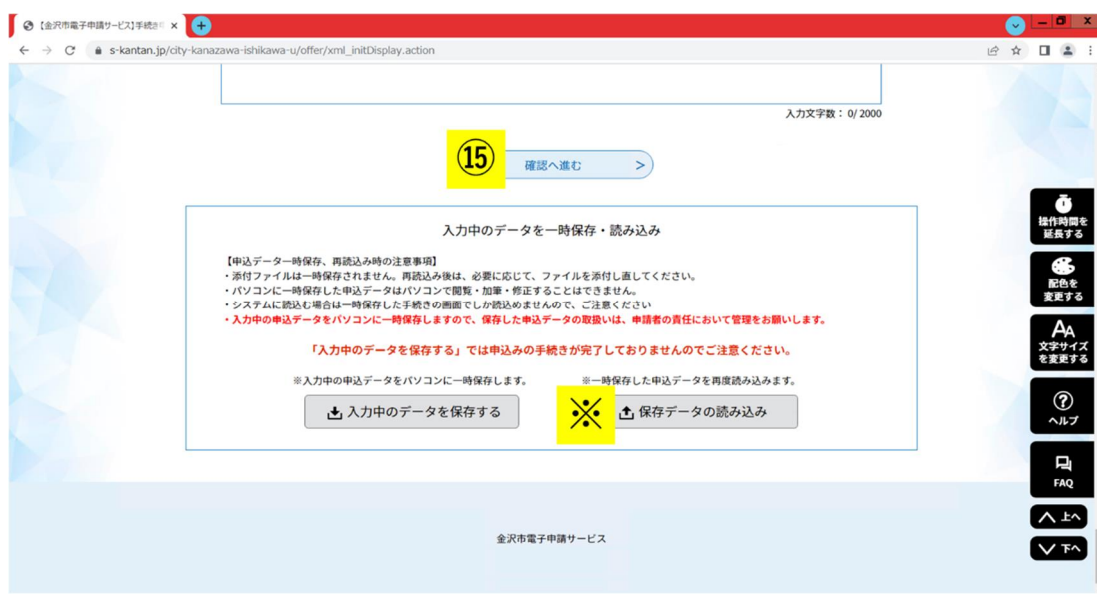 【金沢市電子申請サービス】手続き
s-kantan.jp/city-kanazawa-ishikawa-u/offer/xml_initDisplay.action
入力文字数: 0/ 2000
⑮
確認へ進む
入力中のデータを一時保存・読み込み
【申込データ一時保存、再読込み時の注意事項】
・添付ファイルは一時保存されません。再読込み後は、必要に応じて、ファイルを添付し直してください。
・パソコンに一時保存した申込データはパソコンで閲覧・加筆・修正することはできません。
・システムに読込む場合は一時保存した手続きの画面でしか読込めませんので、ご注意ください
・入力中の申込データをパソコンに一時保存しますので、保存した申込データの取扱いは、申請者の責任において管理をお願いします。
「入力中のデータを保存する」では申込みの手続きが完了しておりませんのでご注意ください。
※入力中の申込データをパソコンに一時保存します。
※一時保存した申込データを再度読み込みます。
入力中のデータを保存する
※
保存データの読み込み
金沢市電子申請サービス
操作時間を
延長する
配色を
変更する
AA
文字サイズ
を変更する
?
ヘルプ
FAQ
上へ
下へ